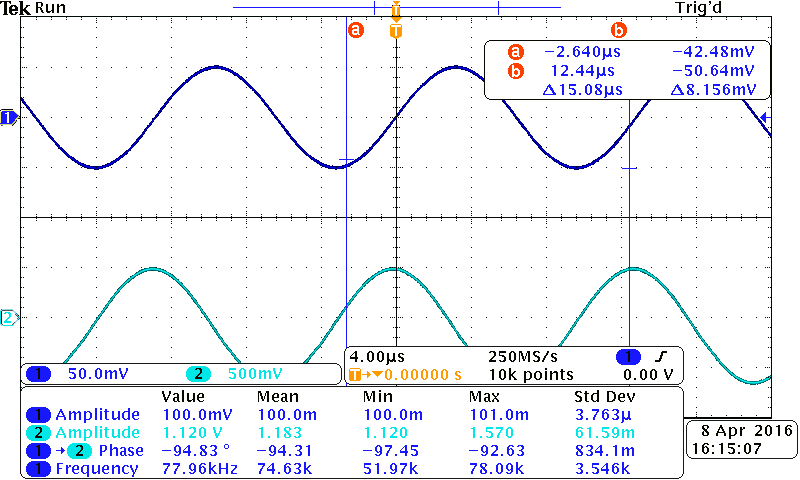 Tek Run T Trig'd
a T b
a −2.640µs −42.48mV
b 12.44µs −50.64mV
Δ15.08µs Δ8.156mV
1
2
1 50.0mV 2 500mV
4.00µs 250MS/s 1
T→▼0.00000 s 10k points 0.00 V
Value Mean Min Max Std Dev
1 Amplitude 100.0mV 100.0m 100.0m 101.0m 3.763µ
2 Amplitude 1.120 V 1.183 1.120 1.570 61.59m
1 → 2 Phase −94.83 ° −94.31 −97.45 −92.63 834.1m
1 Frequency 77.96kHz 74.63k 51.97k 78.09k 3.546k
8 Apr 2016
16:15:07